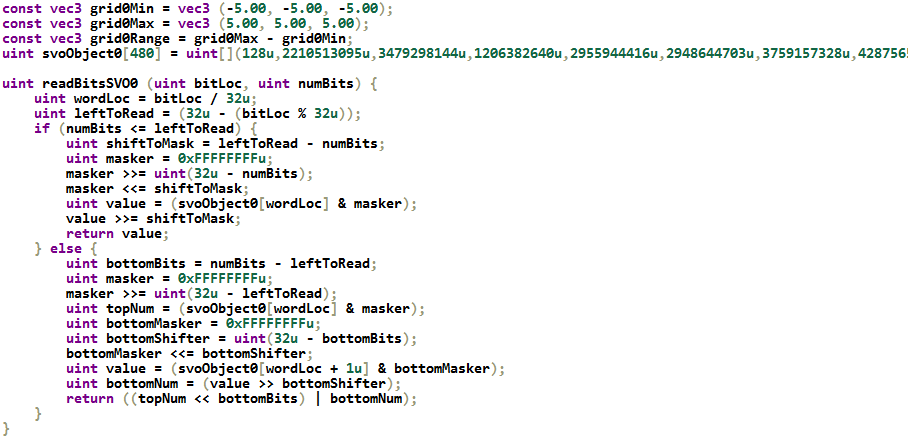 const vec3 grid0Min = vec3 (-5.00, -5.00, -5.00);
const vec3 grid0Max = vec3 (5.00, 5.00, 5.00);
const vec3 grid0Range = grid0Max - grid0Min;
uint svoObject0[480] = uint[](128u,2210513095u,3479298144u,1206382640u,2955944416u,2948644703u,3759157328u,428756
uint readBitsSVO0 (uint bitLoc, uint numBits) {
    uint wordLoc = bitLoc / 32u;
    uint leftToRead = (32u - (bitLoc % 32u));
    if (numBits <= leftToRead) {
        uint shiftToMask = leftToRead - numBits;
        uint masker = 0xFFFFFFFFu;
        masker >>= uint(32u - numBits);
        masker <<= shiftToMask;
        uint value = (svoObject0[wordLoc] & masker);
        value >>= shiftToMask;
        return value;
    } else {
        uint bottomBits = numBits - leftToRead;
        uint masker = 0xFFFFFFFFu;
        masker >>= uint(32u - leftToRead);
        uint topNum = (svoObject0[wordLoc] & masker);
        uint bottomMasker = 0xFFFFFFFFu;
        uint bottomShifter = uint(32u - bottomBits);
        bottomMasker <<= bottomShifter;
        uint value = (svoObject0[wordLoc + 1u] & bottomMasker);
        uint bottomNum = (value >> bottomShifter);
        return ((topNum << bottomBits) | bottomNum);
    }
}